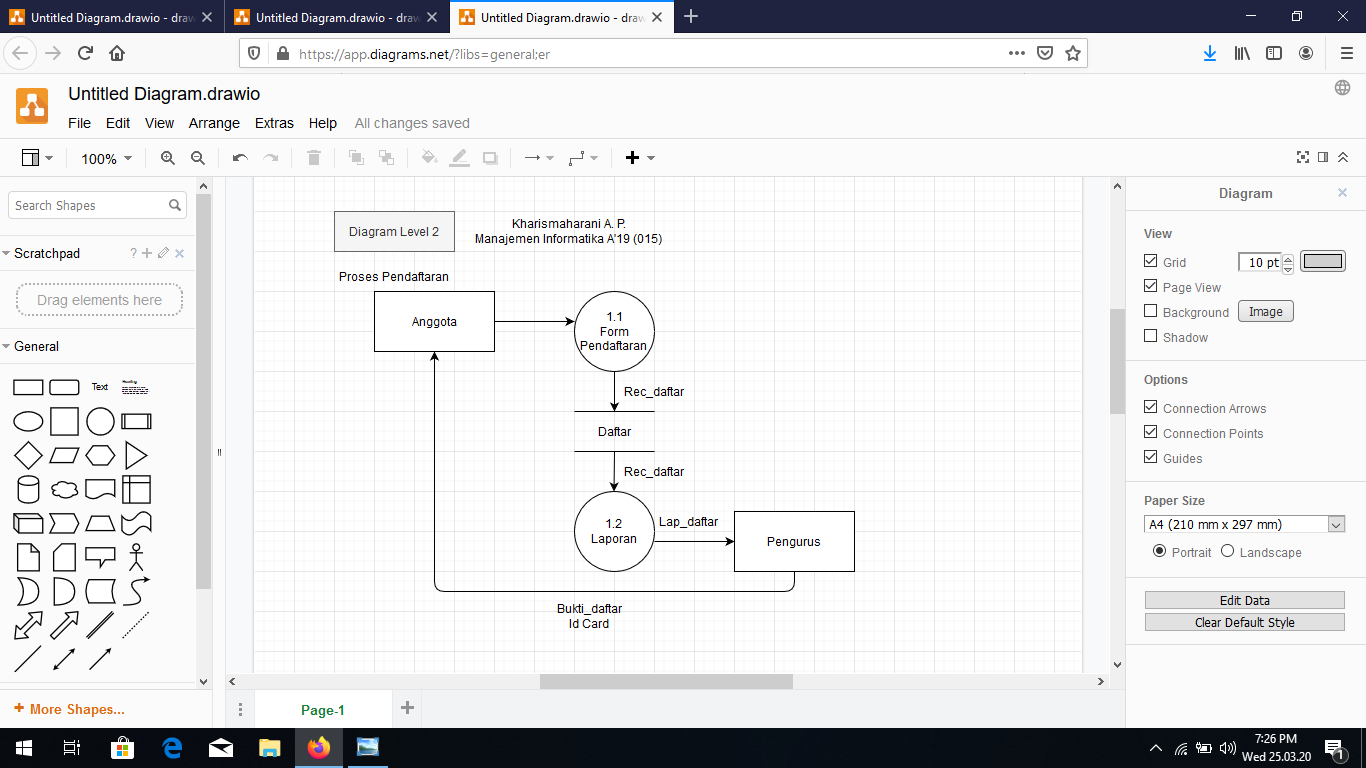 Untitled Diagram.drawio - draw
Untitled Diagram.drawio - draw
Untitled Diagram.drawio - draw
https://app.diagrams.net/?libs=general;er
Untitled Diagram.drawio
File Edit View Arrange Extras Help All changes saved
100%
Search Shapes
Scratchpad
?
Drag elements here
General
Text
Heading
More Shapes...
Diagram Level 2
Kharismaharani A. P.
Manajemen Informatika A'19 (015)
Proses Pendaftaran
Anggota
1.1
Form
Pendaftaran
Rec_daftar
Daftar
Rec_daftar
1.2
Laporan
Lap_daftar
Pengurus
Bukti_daftar
Id Card
Page-1
Diagram
View
Grid 10 pt
Page View
Background Image
Shadow
Options
Connection Arrows
Connection Points
Guides
Paper Size
A4 (210 mm x 297 mm)
Portrait Landscape
Edit Data
Clear Default Style
7:26 PM
Wed 25.03.20
1